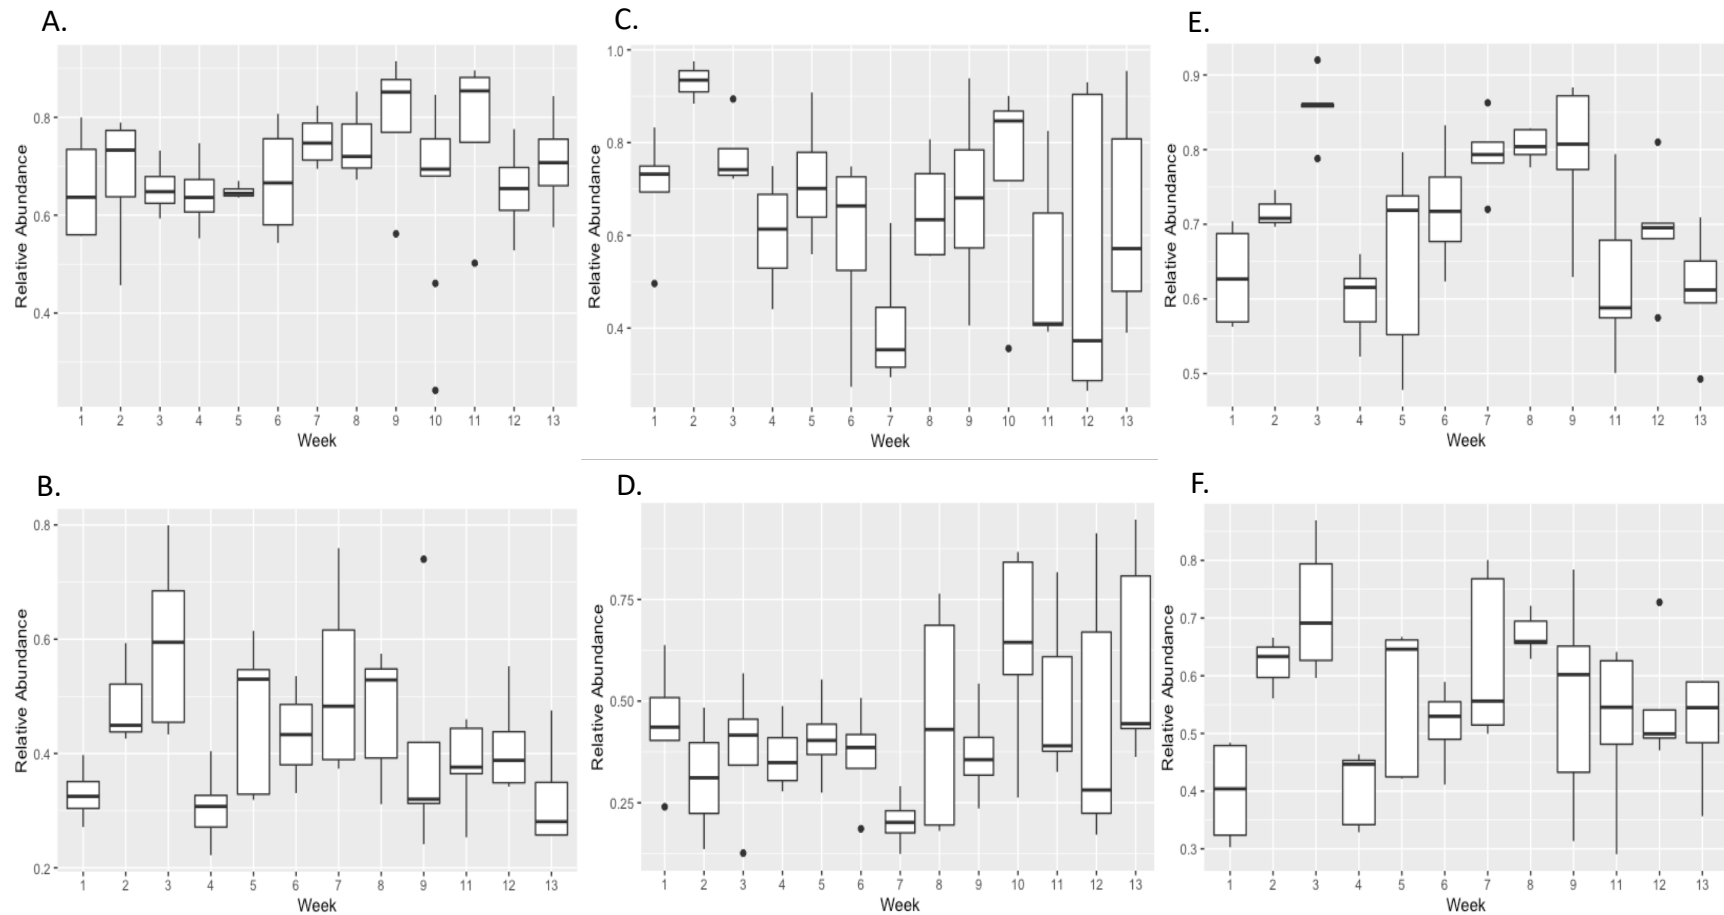 A.
Relative Abundance
0.8
0.6
0.4
1 2 3 4 5 6 7 8 9 10 11 12 13
Week
C.
Relative Abundance
1.0
0.8
0.6
0.4
1 2 3 4 5 6 7 8 9 10 11 12 13
Week
E.
Relative Abundance
0.9
0.8
0.7
0.6
0.5
1 2 3 4 5 6 7 8 9 11 12 13
Week
B.
Relative Abundance
0.8
0.6
0.4
0.2
1 2 3 4 5 6 7 8 9 11 12 13
Week
D.
Relative Abundance
0.75
0.50
0.25
1 2 3 4 5 6 7 8 9 10 11 12 13
Week
F.
Relative Abundance
0.8
0.7
0.6
0.5
0.4
0.3
1 2 3 4 5 6 7 8 9 11 12 13
Week